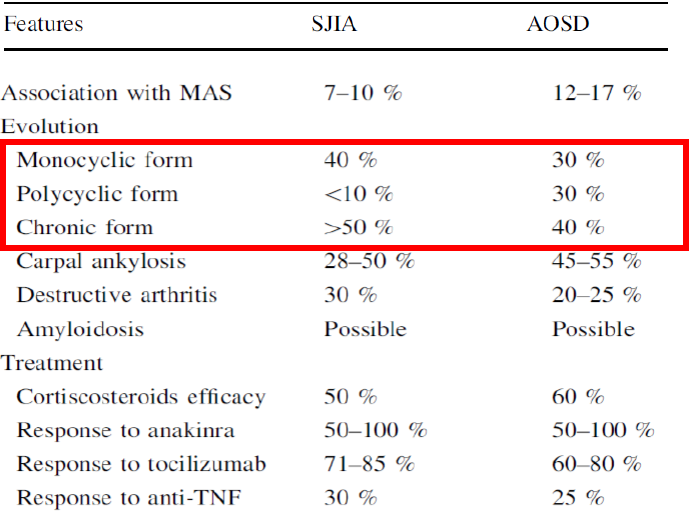 Features SJIA AOSD
Association with MAS 7–10 % 12–17 %
Evolution
Monocyclic form 40 % 30 %
Polycyclic form <10 % 30 %
Chronic form >50 % 40 %
Carpal ankylosis 28–50 % 45–55 %
Destructive arthritis 30 % 20–25 %
Amyloidosis Possible Possible
Treatment
Cortiscosteroids efficacy 50 % 60 %
Response to anakinra 50–100 % 50–100 %
Response to tocilizumab 71–85 % 60–80 %
Response to anti-TNF 30 % 25 %